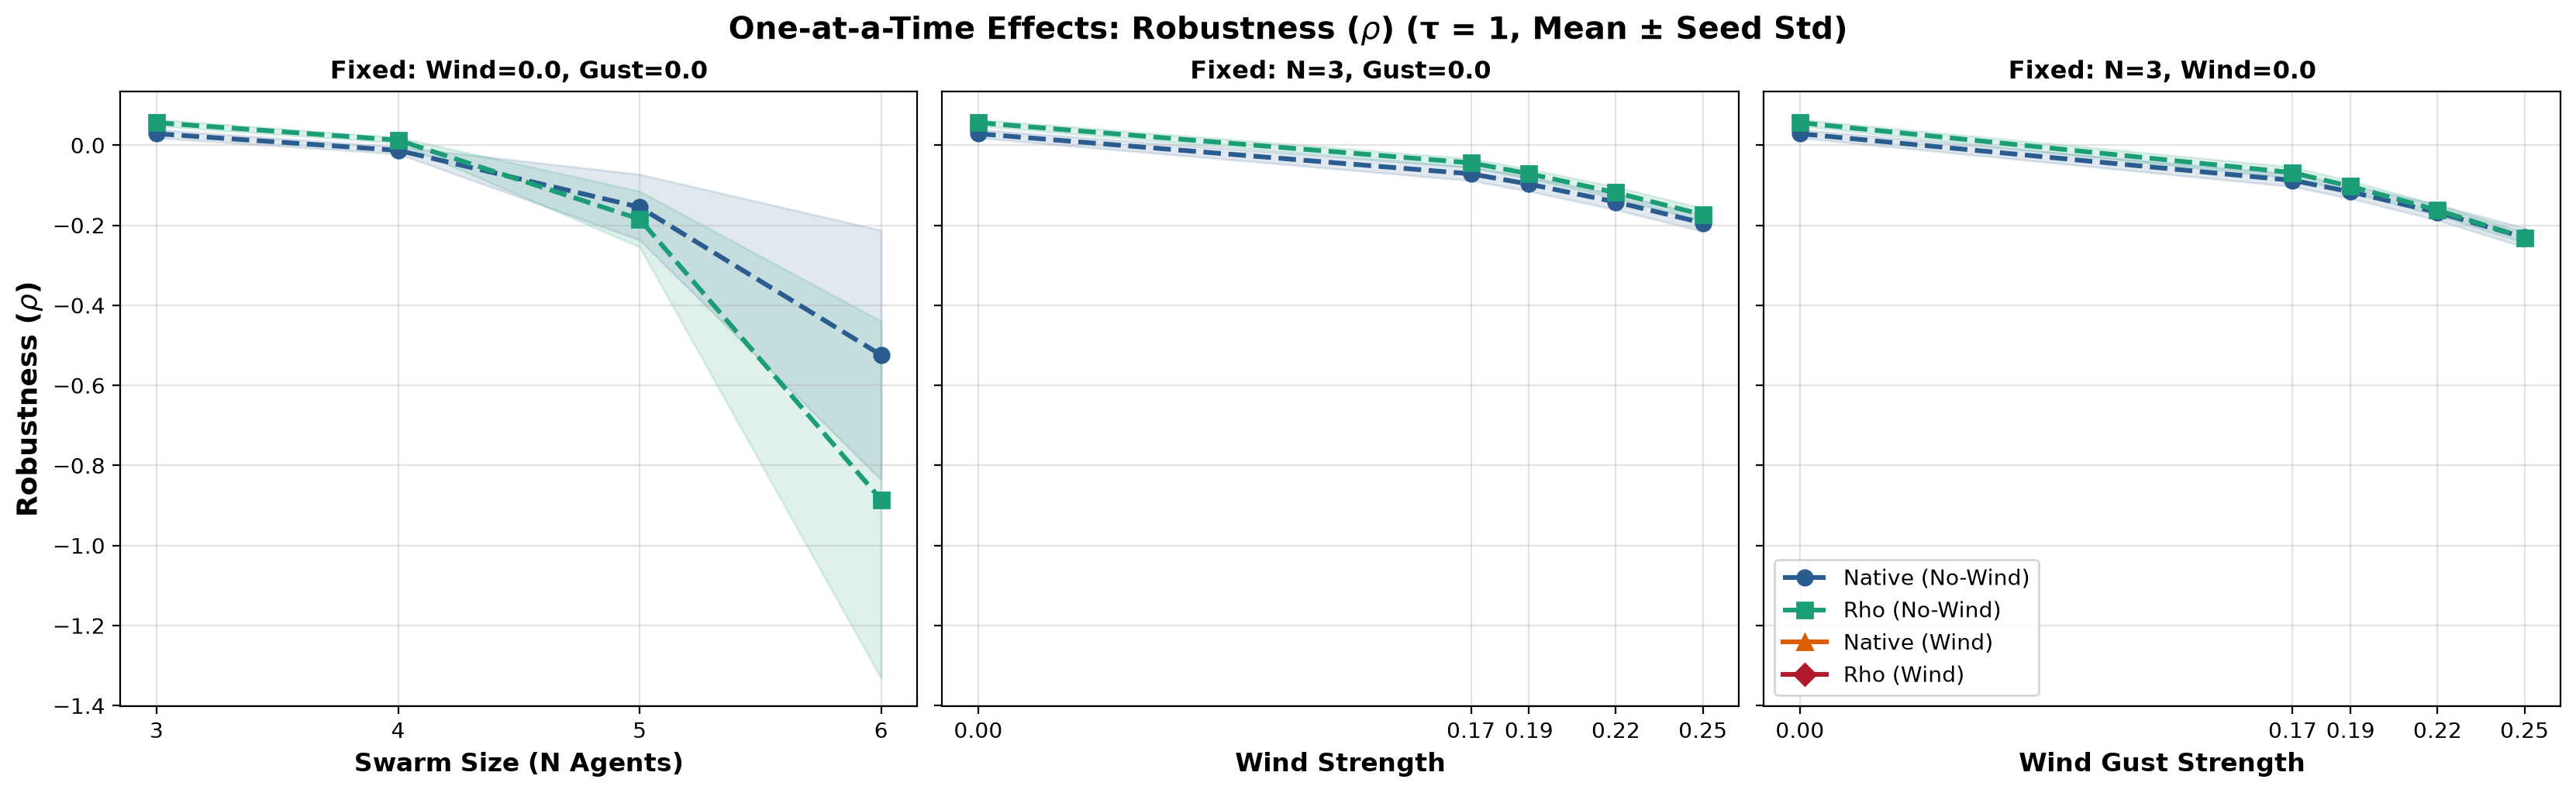 One-at-a-Time Effects: Robustness (ρ) (τ = 1, Mean ± Seed Std)
Fixed: Wind=0.0, Gust=0.0
Fixed: N=3, Gust=0.0
Fixed: N=3, Wind=0.0
Robustness (ρ)
0.0
−0.2
−0.4
−0.6
−0.8
−1.0
−1.2
−1.4
3 4 5 6
0.00 0.17 0.19 0.22 0.25
0.00 0.17 0.19 0.22 0.25
Swarm Size (N Agents)
Wind Strength
Wind Gust Strength
Native (No-Wind)
Rho (No-Wind)
Native (Wind)
Rho (Wind)